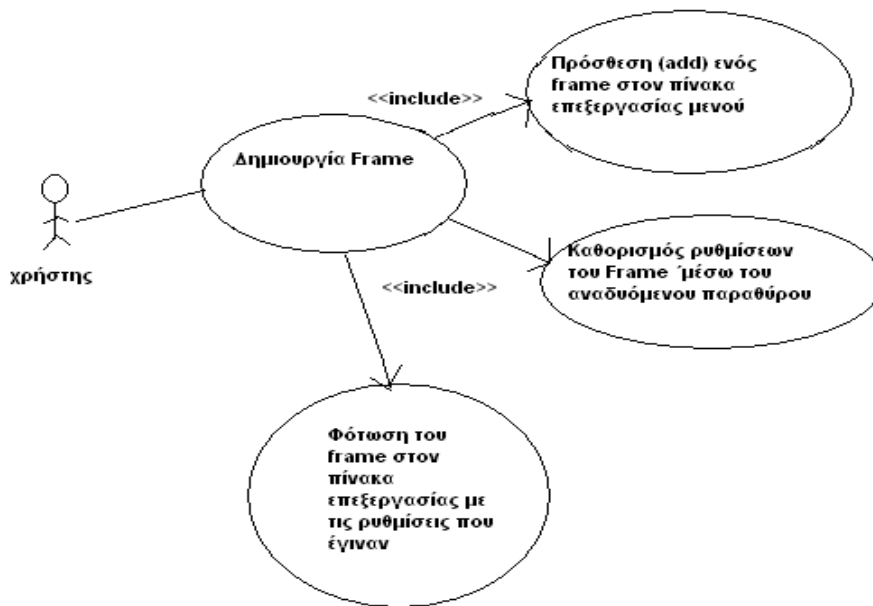 Πρόσθεση (add) ενός
frame στον πίνακα
επεξεργασίας μενού
<<include>>
Δημιουργία Frame
χρήστης
Καθορισμός ρυθμίσεων
του Frame ΄μέσω του
αναδυόμενου παραθύρου
<<include>>
Φότωση του
frame στον
πίνακα
επεξεργασίας με
τις ρυθμίσεις που
έγιναν